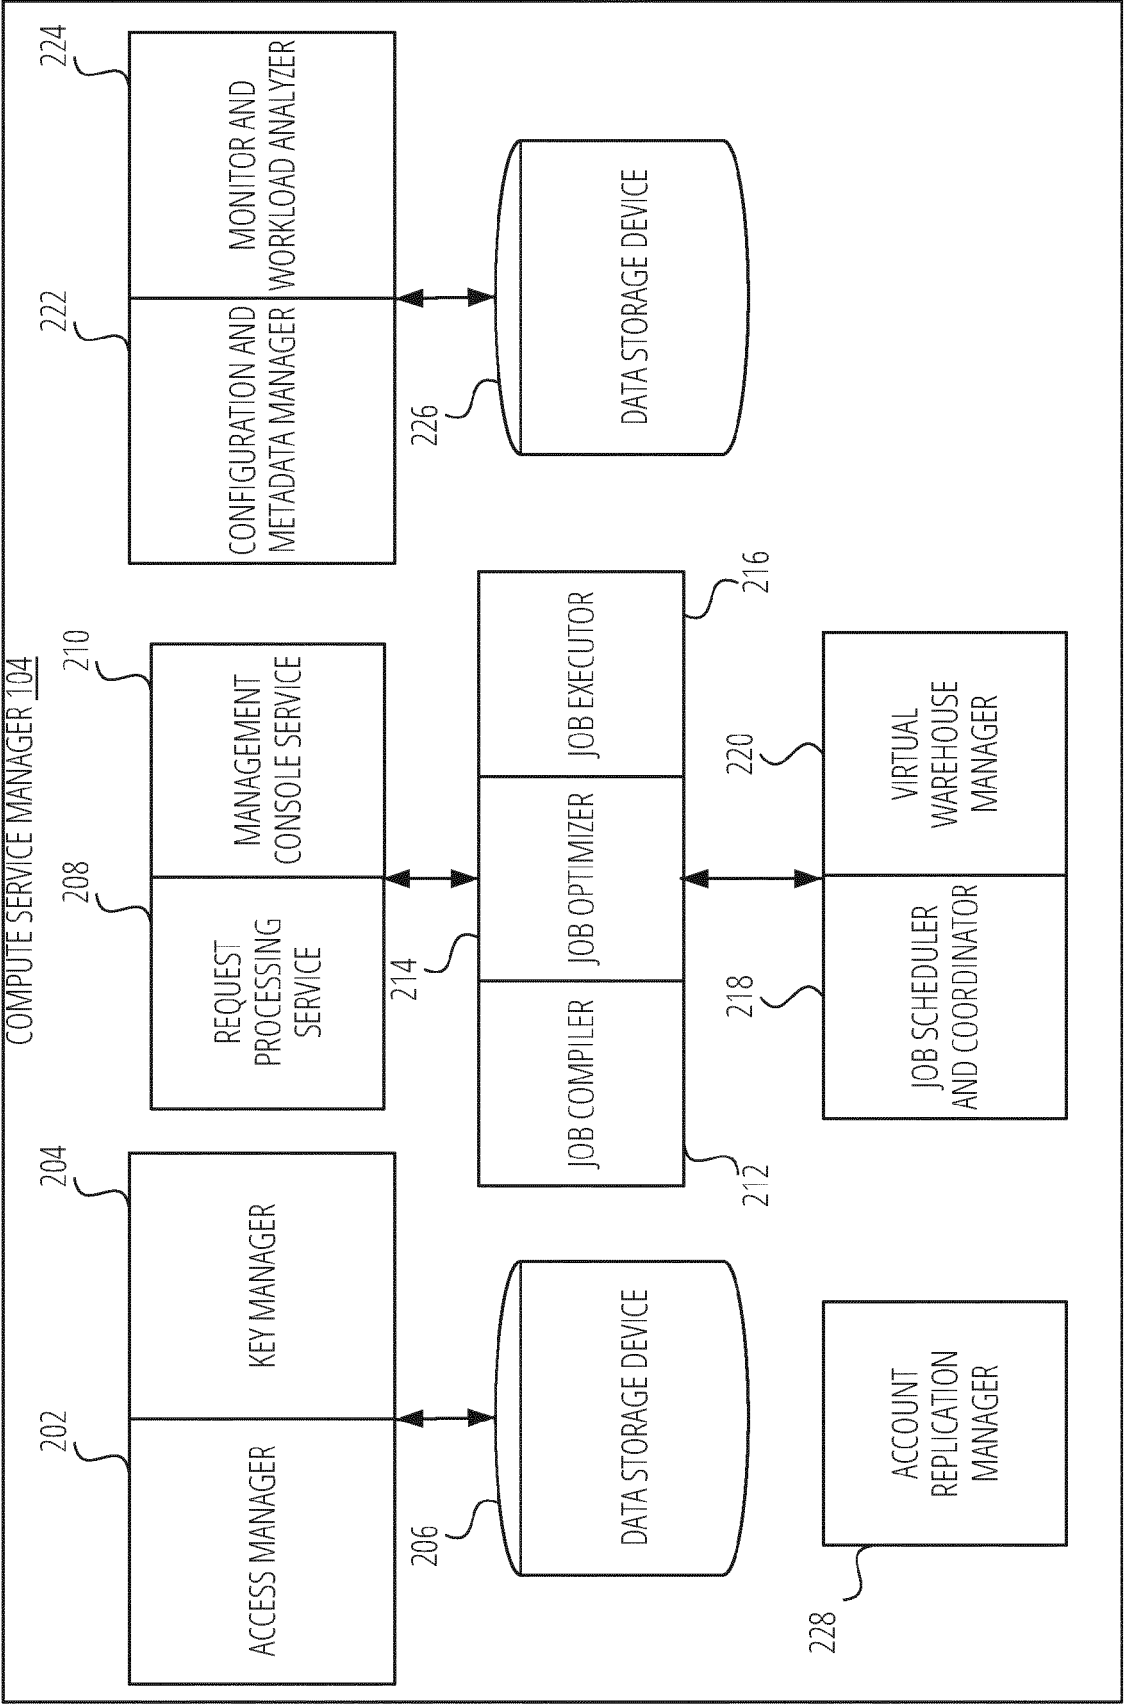 COMPUTE SERVICE MANAGER 104
202
ACCESS MANAGER
204
KEY MANAGER
206
DATA STORAGE DEVICE
208
REQUEST
PROCESSING
SERVICE
210
MANAGEMENT
CONSOLE SERVICE
222
CONFIGURATION AND
METADATA MANAGER
224
MONITOR AND
WORKLOAD ANALYZER
226
DATA STORAGE DEVICE
214
JOB COMPILER
JOB OPTIMIZER
JOB EXECUTOR
212
216
228
ACCOUNT
REPLICATION
MANAGER
218
JOB SCHEDULER
AND COORDINATOR
220
VIRTUAL
WAREHOUSE
MANAGER